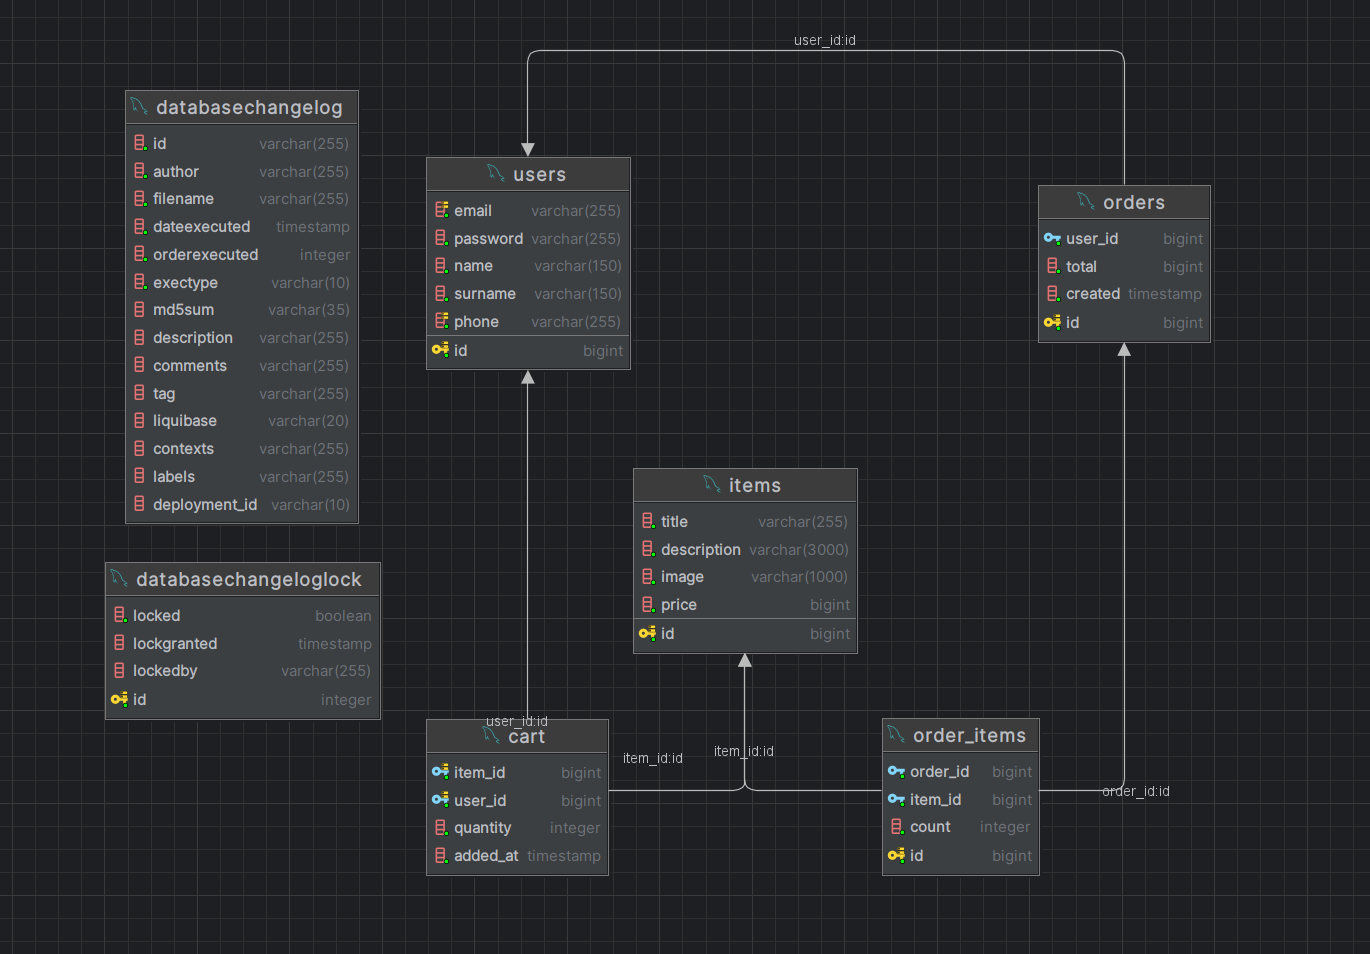 user_id:id
databasechangelog
id varchar(255)
author varchar(255)
filename varchar(255)
dateexecuted timestamp
orderexecuted integer
exectype varchar(10)
md5sum varchar(35)
description varchar(255)
comments varchar(255)
tag varchar(255)
liquibase varchar(20)
contexts varchar(255)
labels varchar(255)
deployment_id varchar(10)
users
email varchar(255)
password varchar(255)
name varchar(150)
surname varchar(150)
phone varchar(255)
id bigint
orders
user_id bigint
total bigint
created timestamp
id bigint
items
title varchar(255)
description varchar(3000)
image varchar(1000)
price bigint
id bigint
databasechangeloglock
locked boolean
lockgranted timestamp
lockedby varchar(255)
id integer
user_id:id
cart
item_id bigint
user_id bigint
quantity integer
added_at timestamp
item_id:id
item_id:id
order_items
order_id bigint
item_id bigint
count integer
id bigint
order_id:id